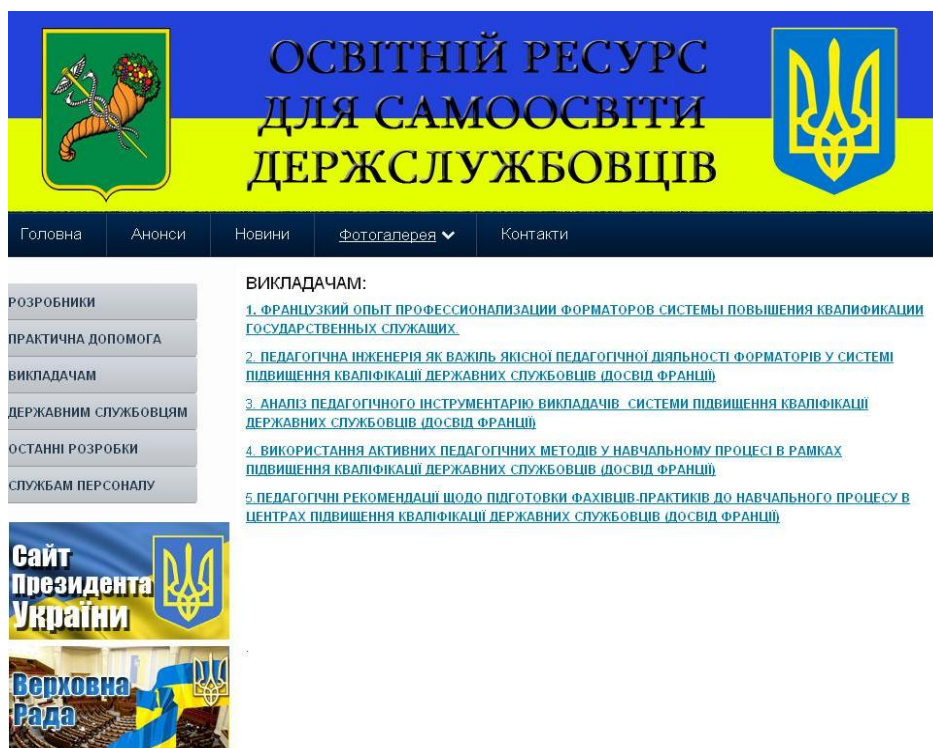 ОСВІТНІЙ РЕСУРС
ДЛЯ САМООСВІТИ
ДЕРЖСЛУЖБОВЦІВ
Головна Анонси Новини Фотогалерея Контакти
РОЗРОБНИКИ
ПРАКТИЧНА ДОПОМОГА
ВИКЛАДАЧАМ
ДЕРЖАВНИМ СЛУЖБОВЦЯМ
ОСТАННІ РОЗРОБКИ
СЛУЖБАМ ПЕРСОНАЛУ
Сайт
Президента
України
Верховна
Рада
ВИКЛАДАЧАМ:
1. ФРАНЦУЗКИЙ ОПЫТ ПРОФЕССИОНАЛИЗАЦИИ ФОРМАТОРОВ СИСТЕМЫ ПОВЫШЕНИЯ КВАЛИФИКАЦИИ
ГОСУДАРСТВЕННЫХ СЛУЖАЩИХ
2. ПЕДАГОГІЧНА ІНЖЕНЕРІЯ ЯК ВАЖІЛЬ ЯКІСНОЇ ПЕДАГОГІЧНОЇ ДІЯЛЬНОСТІ ФОРМАТОРІВ У СИСТЕМІ
ПІДВИЩЕННЯ КВАЛІФІКАЦІЇ ДЕРЖАВНИХ СЛУЖБОВЦІВ (ДОСВІД ФРАНЦІЇ)
3. АНАЛІЗ ПЕДАГОГІЧНОГО ІНСТРУМЕНТАРІЮ ВИКЛАДАЧІВ СИСТЕМИ ПІДВИЩЕННЯ КВАЛІФІКАЦІЇ
ДЕРЖАВНИХ СЛУЖБОВЦІВ (ДОСВІД ФРАНЦІЇ)
4. ВИКОРИСТАННЯ АКТИВНИХ ПЕДАГОГІЧНИХ МЕТОДІВ У НАВЧАЛЬНОМУ ПРОЦЕСІ В РАМКАХ
ПІДВИЩЕННЯ КВАЛІФІКАЦІЇ ДЕРЖАВНИХ СЛУЖБОВЦІВ (ДОСВІД ФРАНЦІЇ)
5.ПЕДАГОГІЧНІ РЕКОМЕНДАЦІЇ ЩОДО ПІДГОТОВКИ ФАХІВЦІВ-ПРАКТИКІВ ДО НАВЧАЛЬНОГО ПРОЦЕСУ В
ЦЕНТРАХ ПІДВИЩЕННЯ КВАЛІФІКАЦІЇ ДЕРЖАВНИХ СЛУЖБОВЦІВ (ДОСВІД ФРАНЦІЇ)